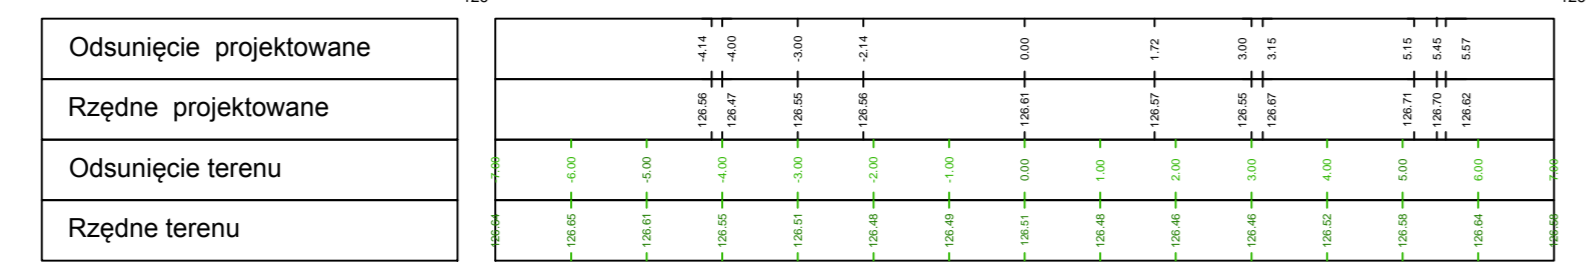 Odsunięcie projektowane -4.14 -4.00 -3.00 -2.14 0.00 1.72 3.00 3.15 5.15 5.45 5.57
Rzędne projektowane 126.56 126.47 126.55 126.56 126.61 126.57 126.55 126.67 126.71 126.70 126.62
Odsunięcie terenu -7.00 -6.00 -5.00 -4.00 -3.00 -2.00 -1.00 0.00 1.00 2.00 3.00 4.00 5.00 6.00 7.00
Rzędne terenu 126.65 126.61 126.55 126.51 126.48 126.49 126.51 126.48 126.46 126.46 126.52 126.58 126.64